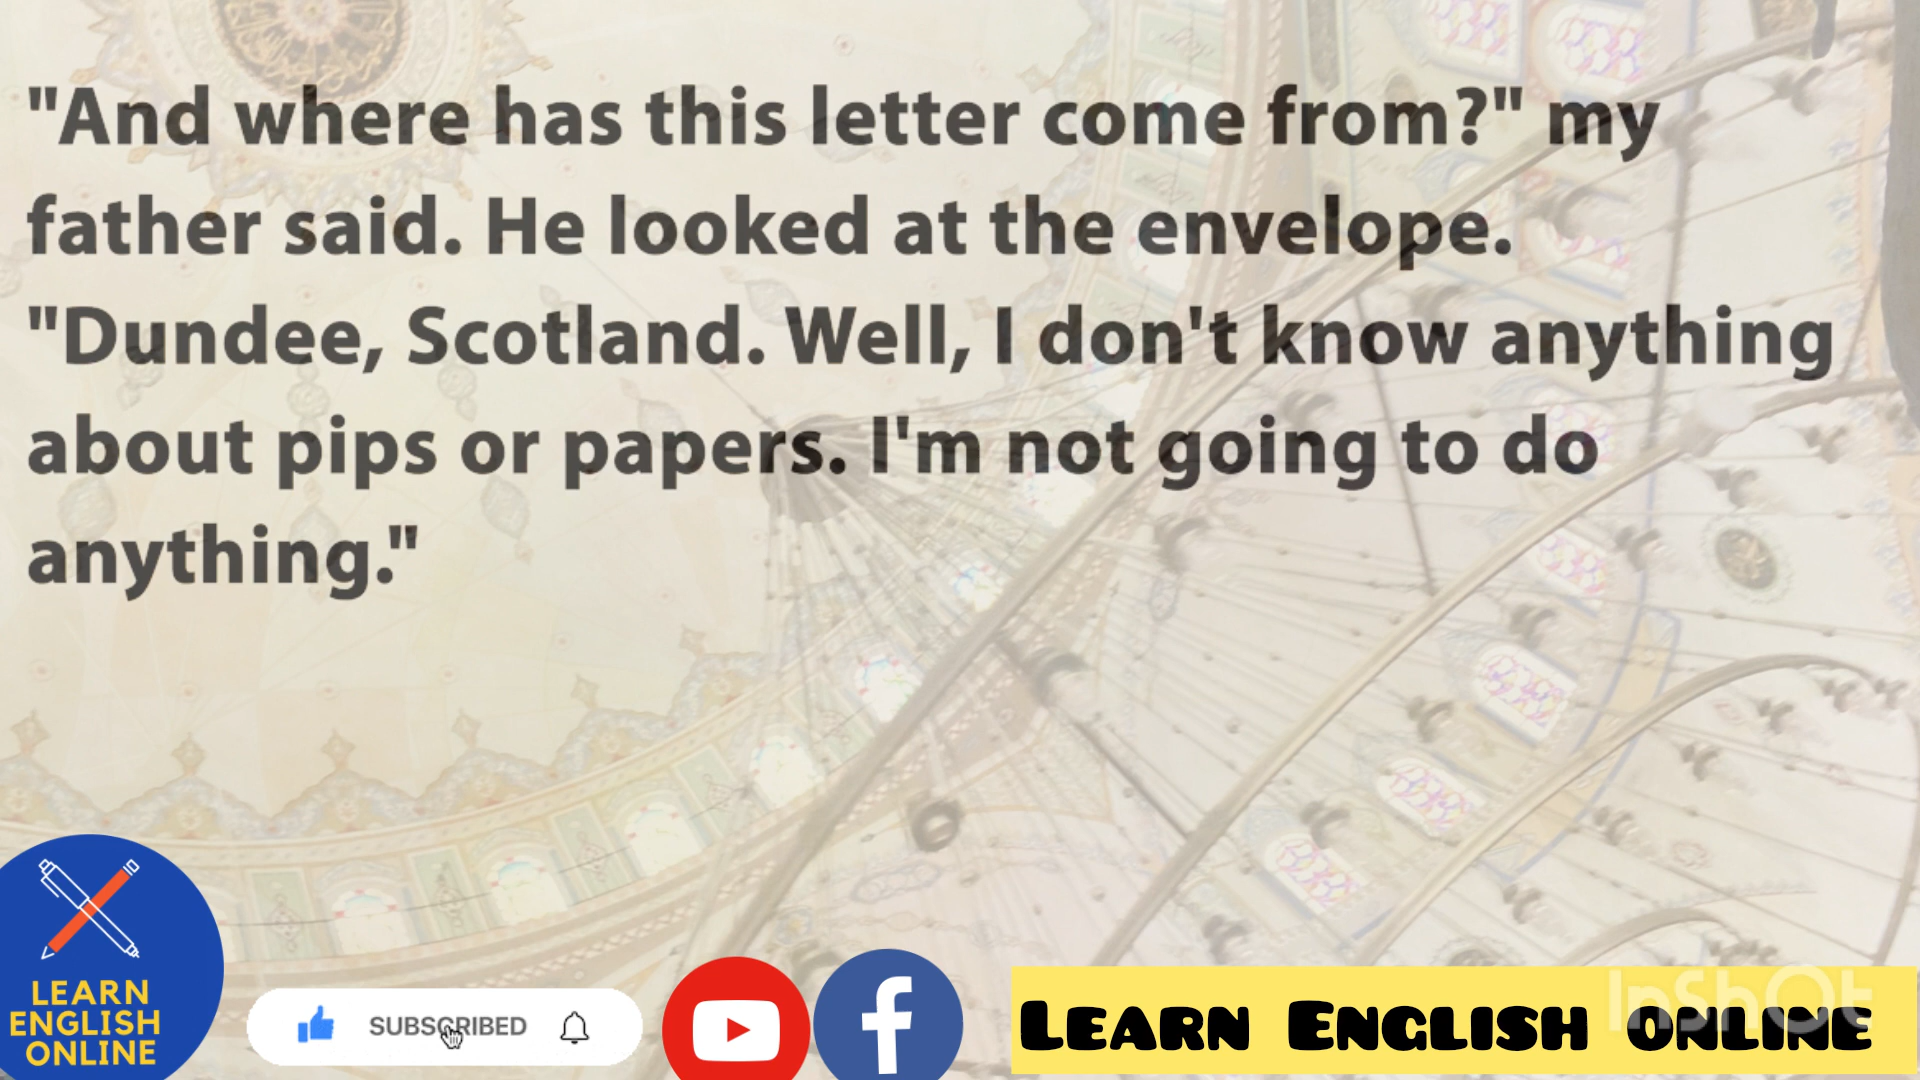 "And where has this letter come from?" my
father said. He looked at the envelope.
"Dundee, Scotland. Well, I don't know anything
about pips or papers. I'm not going to do
anything."
LEARN
ENGLISH
ONLINE
SUBSCRIBED
LEARN ENGLISH ONLINE
InShOt